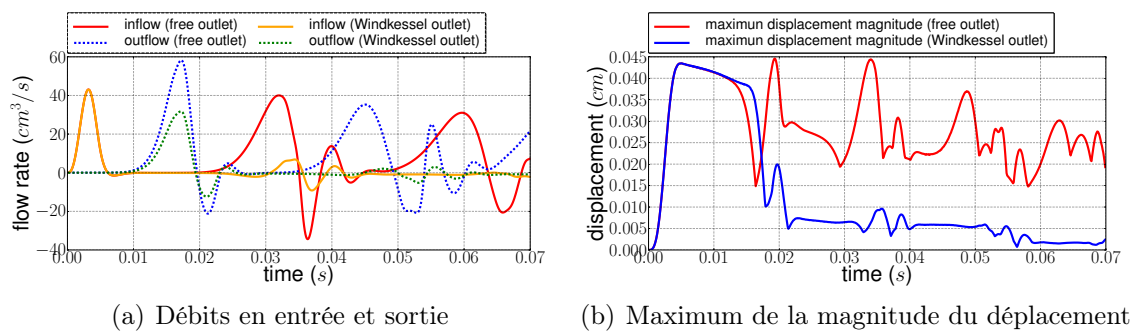 inflow (free outlet)
outflow (free outlet)
inflow (Windkessel outlet)
outflow (Windkessel outlet)
60
40
20
0
−20
−40
flow rate (cm³/s)
0.00 0.01 0.02 0.03 0.04 0.05 0.06 0.07
time (s)
(a) Débits en entrée et sortie
maximun displacement magnitude (free outlet)
maximun displacement magnitude (Windkessel outlet)
0.045
0.040
0.035
0.030
0.025
0.020
0.015
0.010
0.005
0.000
displacement (cm)
0.00 0.01 0.02 0.03 0.04 0.05 0.06 0.07
time (s)
(b) Maximum de la magnitude du déplacement